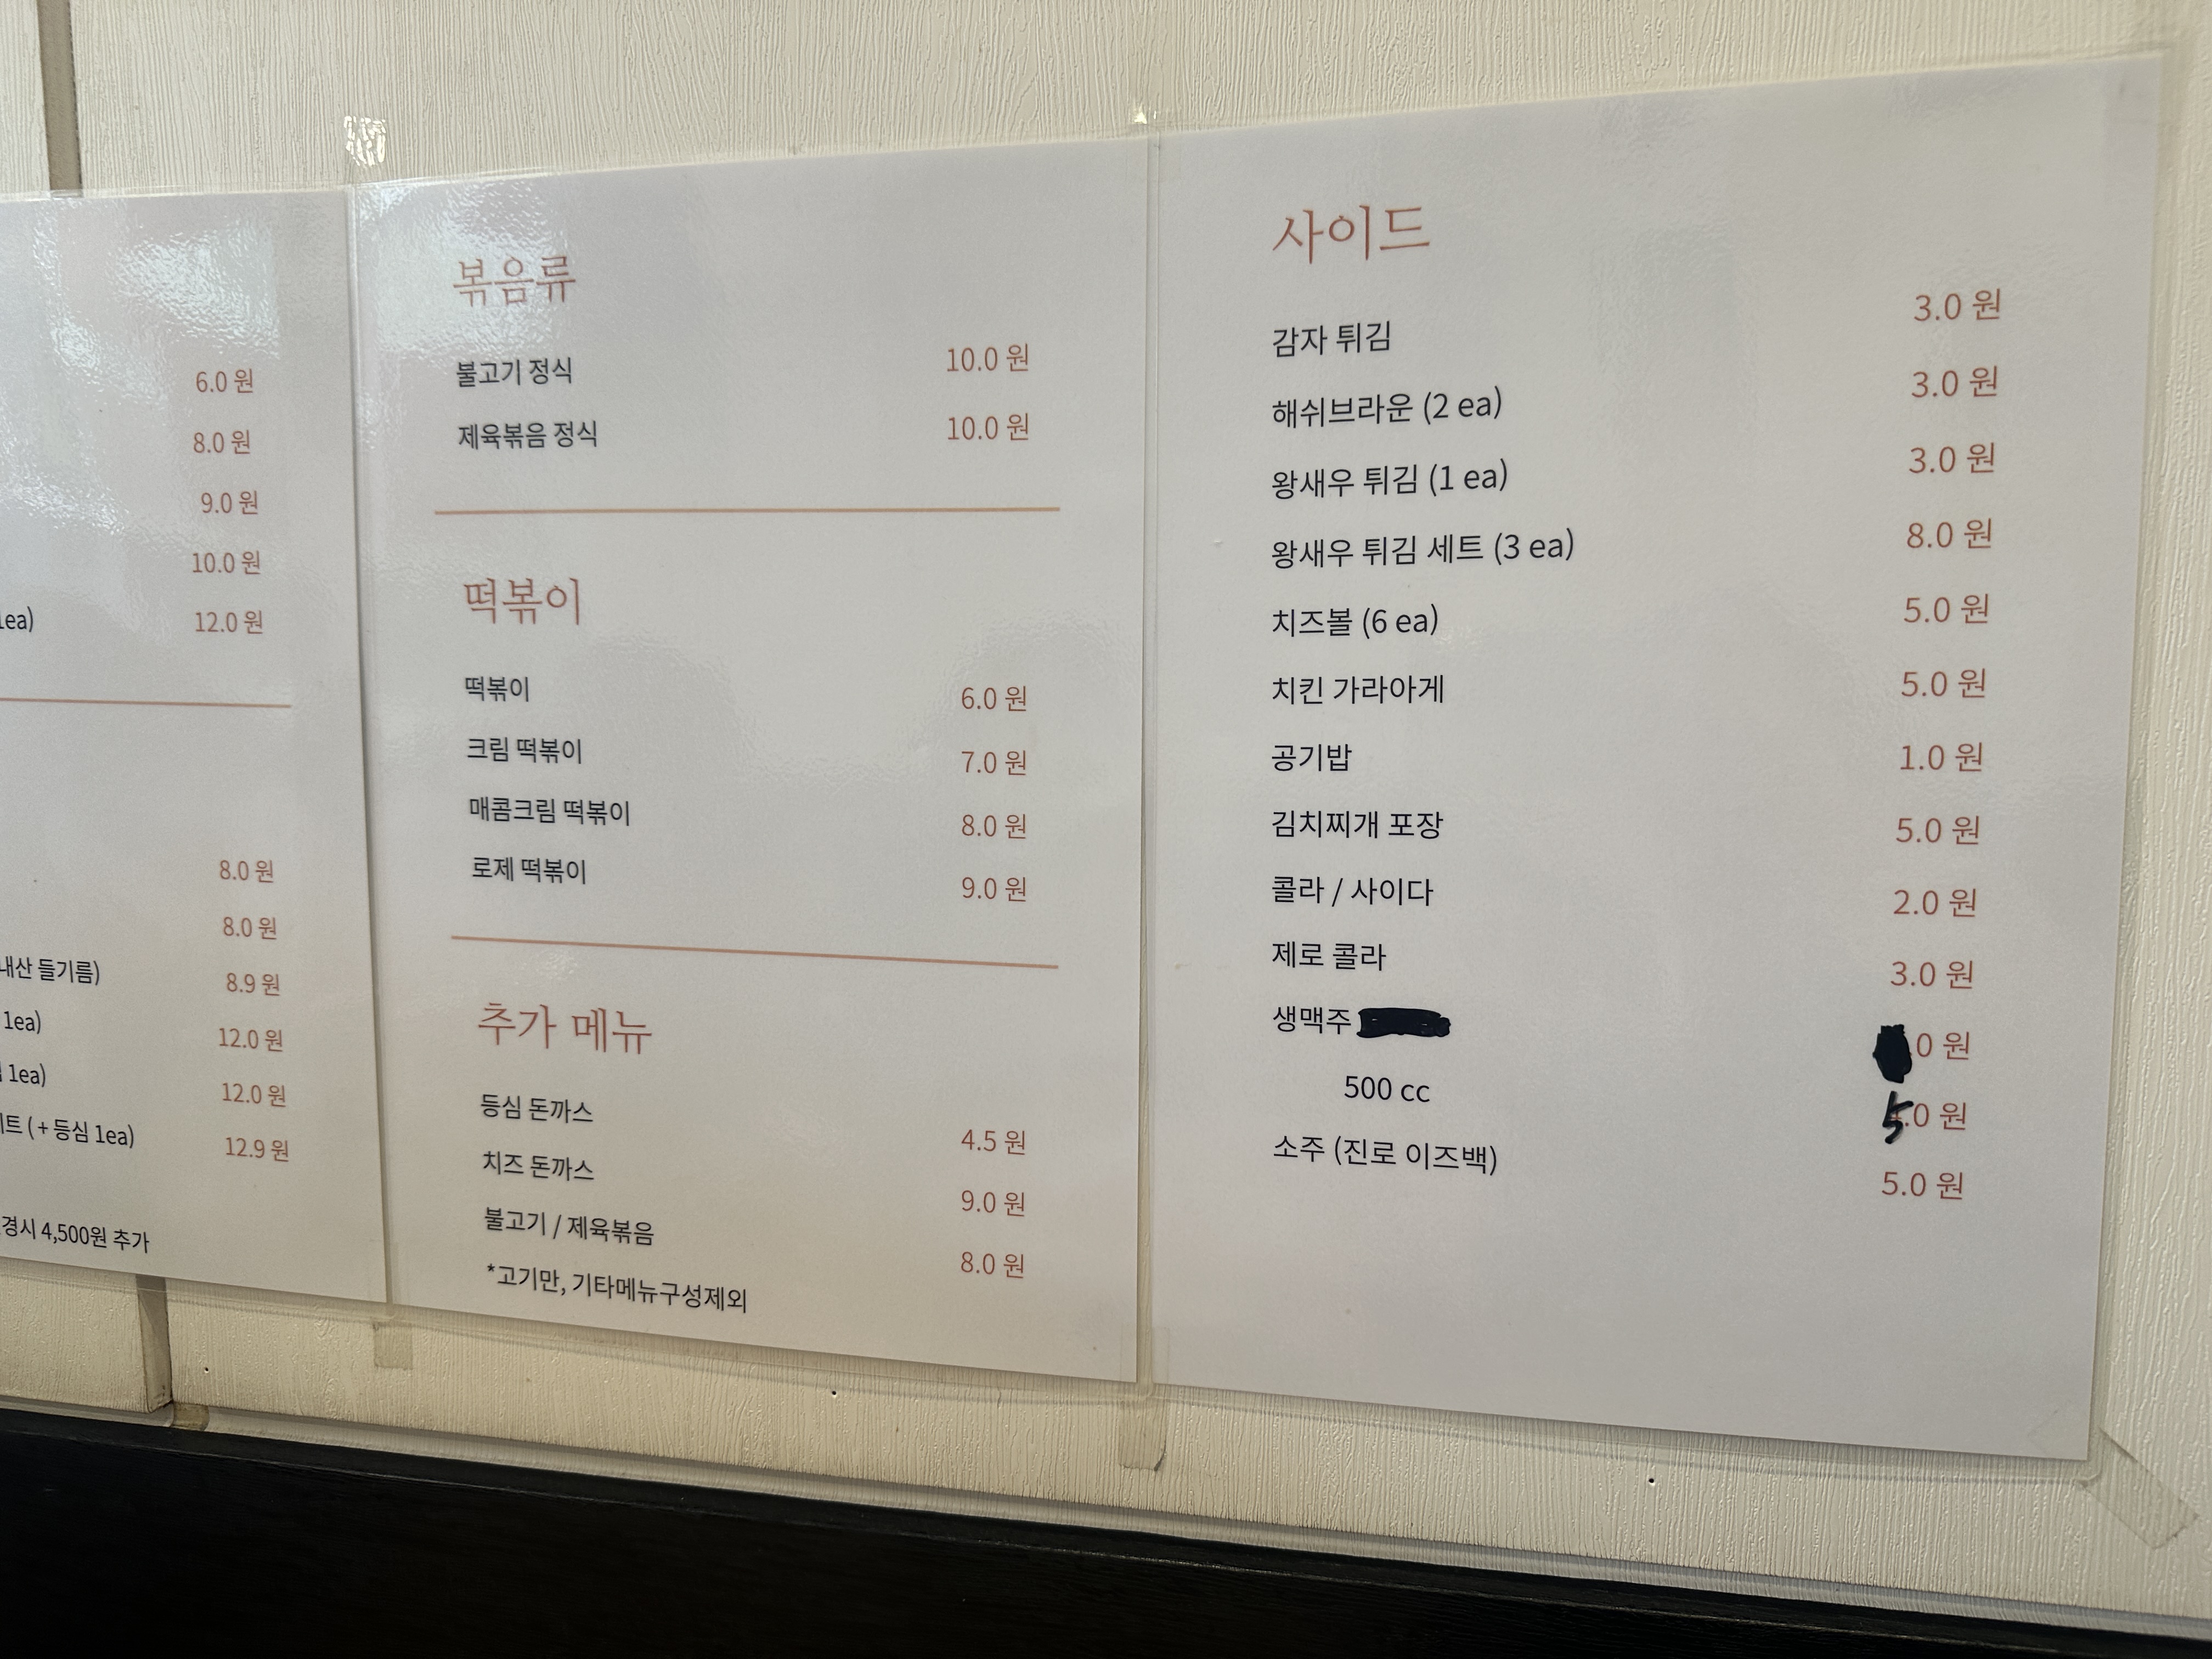 6.0 원
8.0 원
9.0 원
10.0 원
1ea) 12.0 원
8.0 원
8.0 원
내산 들기름) 8.9 원
1ea) 12.0 원
1ea) 12.0 원
트 ( + 등심 1ea) 12.9 원
경시 4,500원 추가
볶음류
불고기 정식 10.0 원
제육볶음 정식 10.0 원
떡볶이
떡볶이 6.0 원
크림 떡볶이 7.0 원
매콤크림 떡볶이 8.0 원
로제 떡볶이 9.0 원
추가 메뉴
등심 돈까스 4.5 원
치즈 돈까스 9.0 원
불고기 / 제육볶음 8.0 원
*고기만, 기타메뉴구성제외
사이드
감자 튀김 3.0 원
해쉬브라운 (2 ea) 3.0 원
왕새우 튀김 (1 ea) 3.0 원
왕새우 튀김 세트 (3 ea) 8.0 원
치즈볼 (6 ea) 5.0 원
치킨 가라아게 5.0 원
공기밥 1.0 원
김치찌개 포장 5.0 원
콜라 / 사이다 2.0 원
제로 콜라 3.0 원
생맥주 0 원
500 cc 5.0 원
소주 (진로 이즈백) 5.0 원